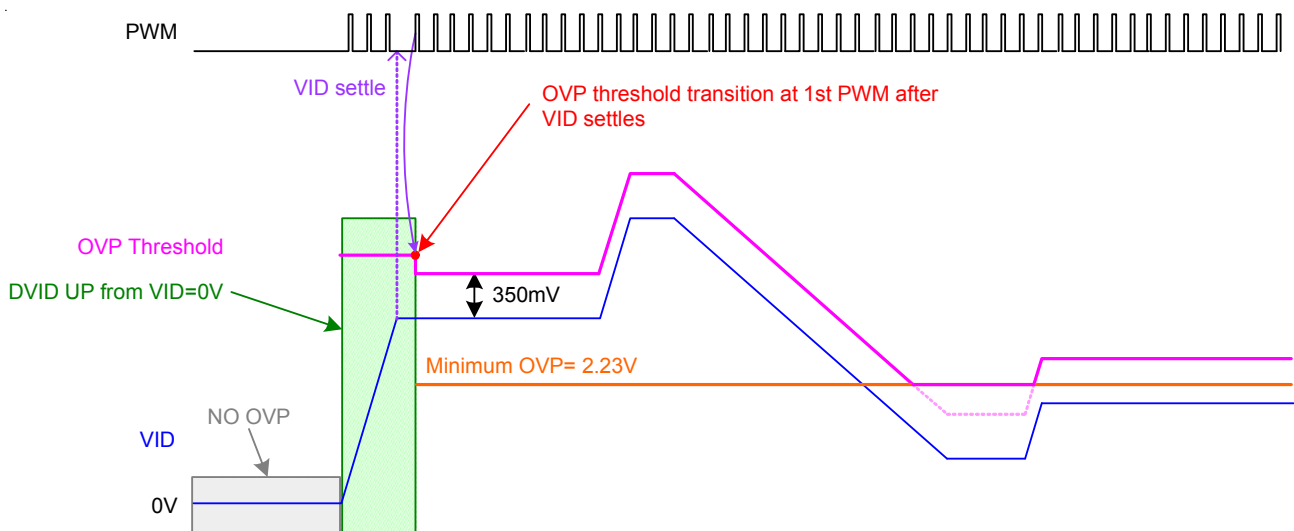 PWM
VID settle
OVP threshold transition at 1st PWM after
VID settles
OVP Threshold
DVID UP from VID=0V
350mV
Minimum OVP= 2.23V
NO OVP
VID
0V